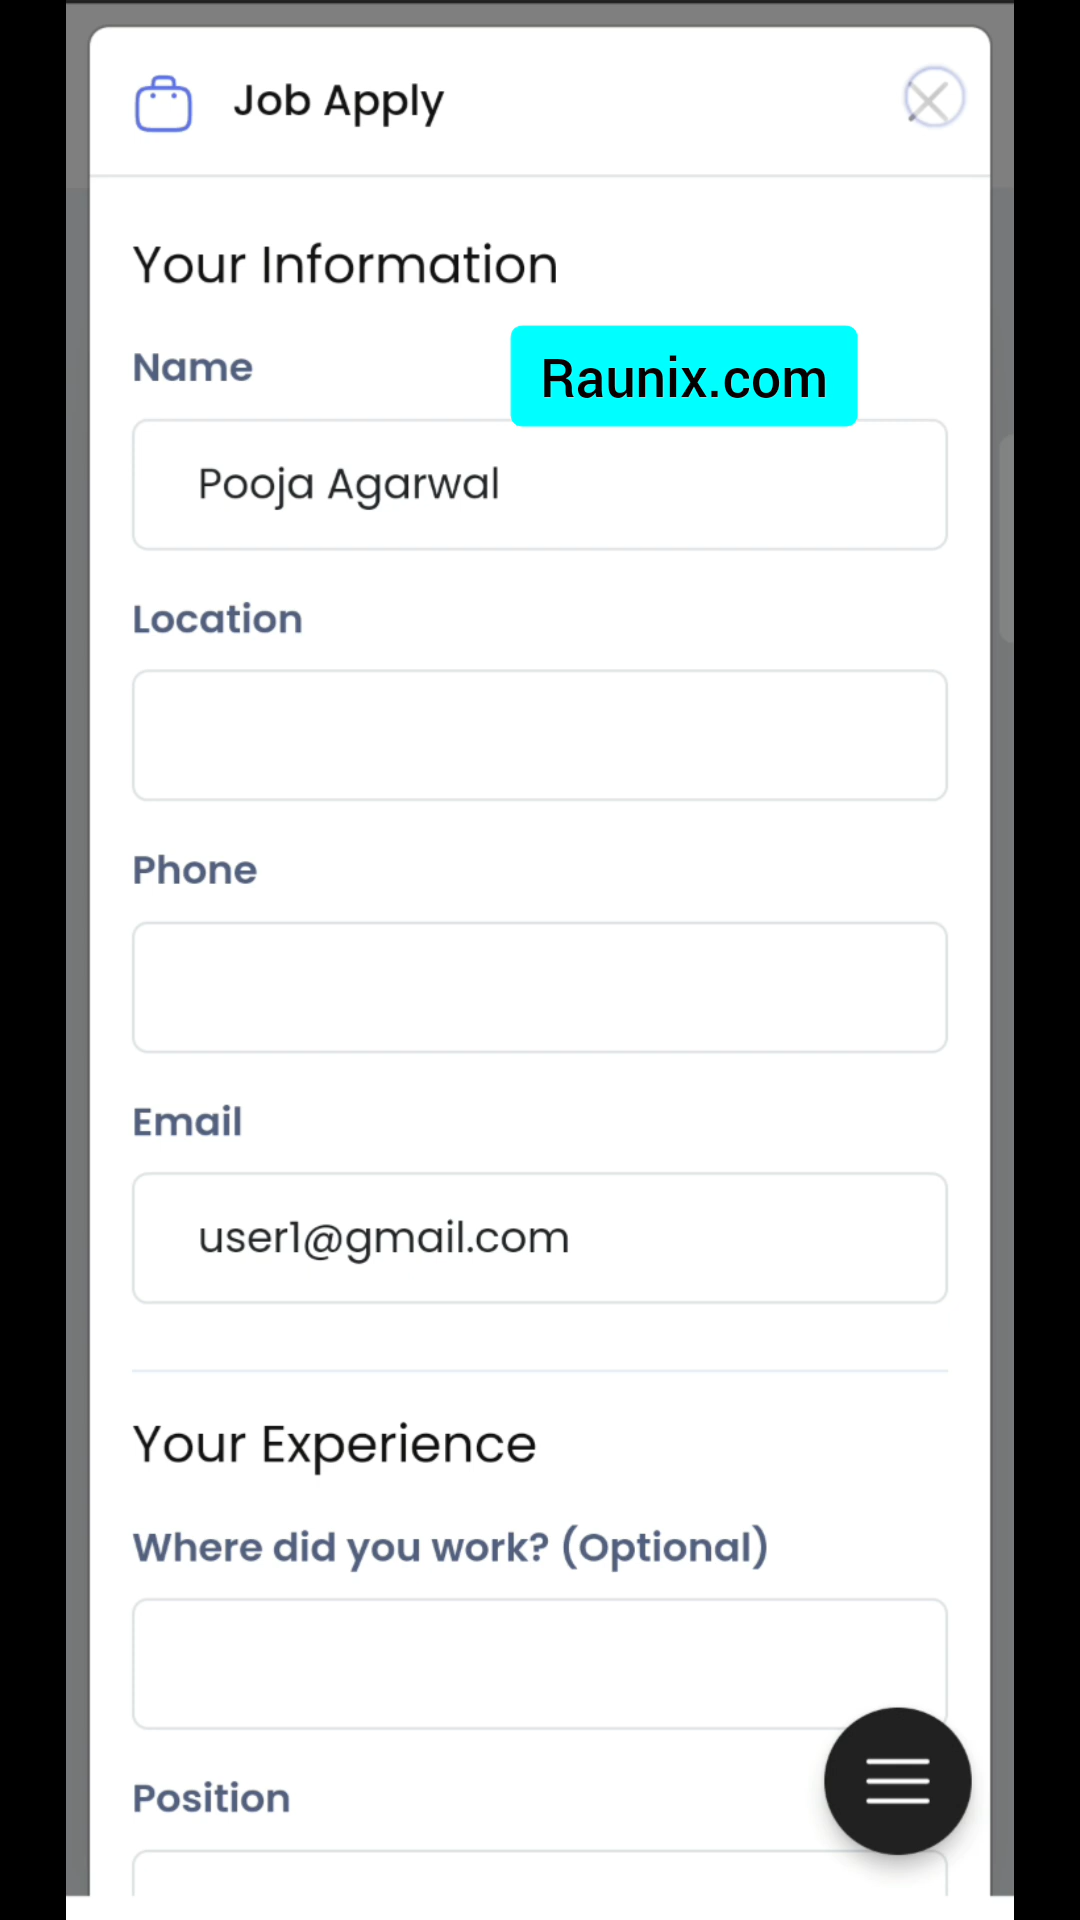 Job Apply
Your Information
Name
Raunix.com
Pooja Agarwal
Location
Phone
Email
user1@gmail.com
Your Experience
Where did you work? (Optional)
Position